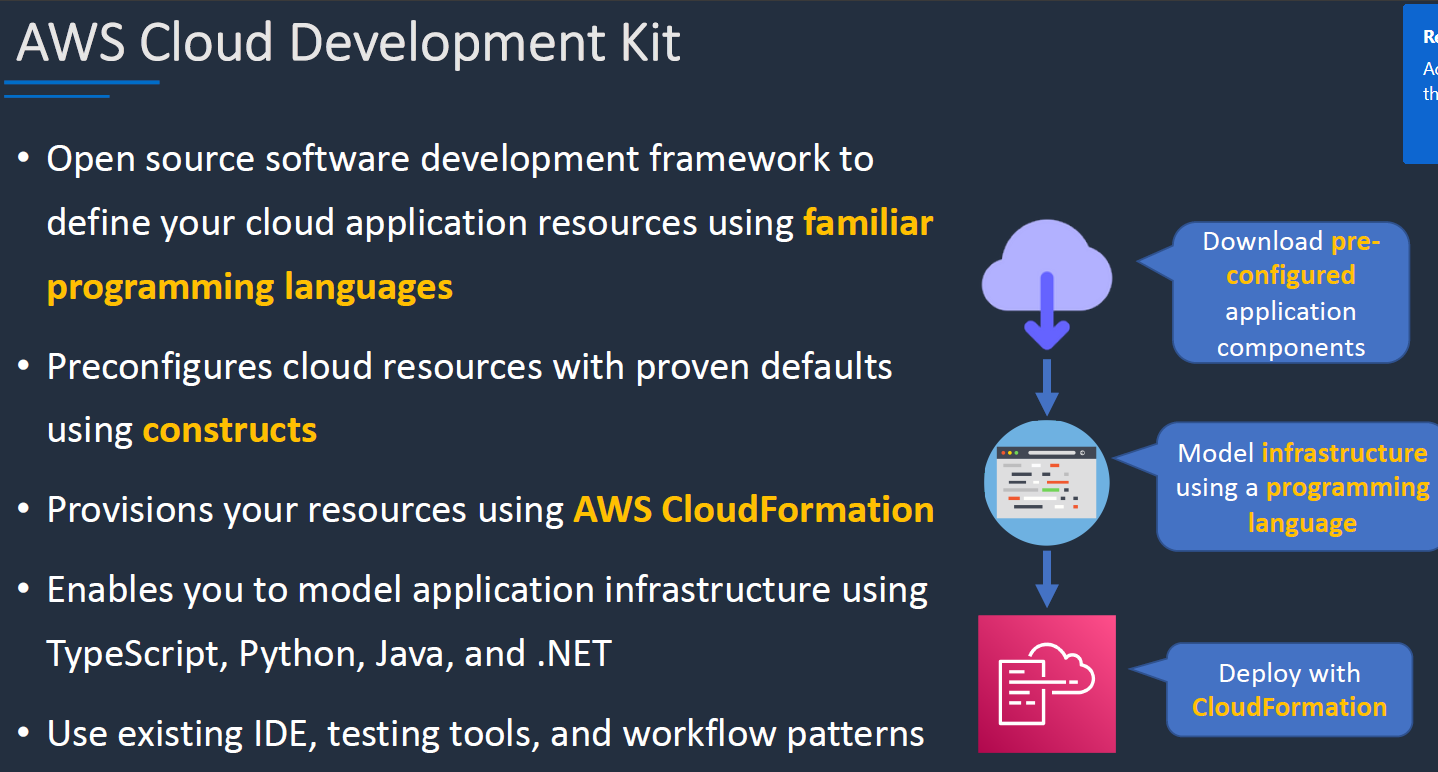 AWS Cloud Development Kit
• Open source software development framework to
define your cloud application resources using familiar
programming languages
• Preconfigures cloud resources with proven defaults
using constructs
• Provisions your resources using AWS CloudFormation
• Enables you to model application infrastructure using
TypeScript, Python, Java, and .NET
• Use existing IDE, testing tools, and workflow patterns
Download pre-
configured
application
components
Model infrastructure
using a programming
language
Deploy with
CloudFormation